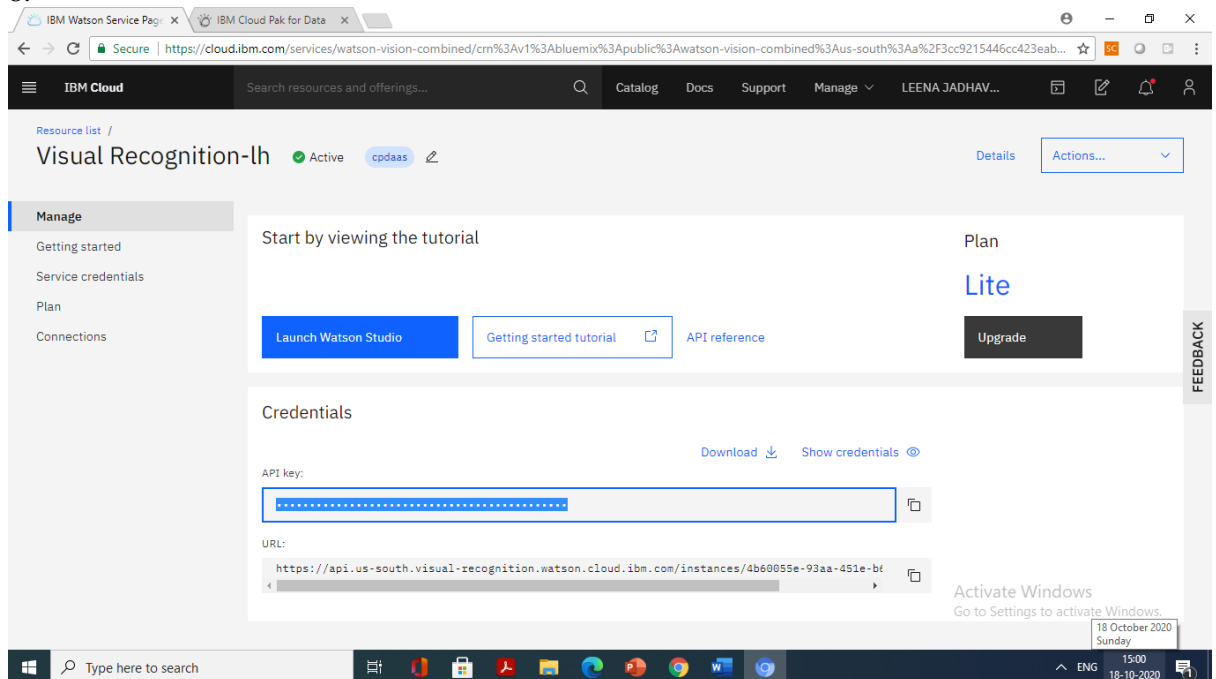 IBM Watson Service Page
IBM Cloud Pak for Data
Secure https://cloud.ibm.com/services/watson-vision-combined/crn%3Av1%3Abluemix%3Apublic%3Awatson-vision-combined%3Aus-south%3Aa%2F3cc9215446cc423eab...
IBM Cloud
Search resources and offerings...
Catalog
Docs
Support
Manage
LEENA JADHAV...
Resource list /
Visual Recognition-lh
Active
cpdaas
Details
Actions...
Manage
Getting started
Service credentials
Plan
Connections
Start by viewing the tutorial
Launch Watson Studio
Getting started tutorial
API reference
Plan
Lite
Upgrade
FEEDBACK
Credentials
Download
Show credentials
API key:
URL:
https://api.us-south.visual-recognition.watson.cloud.ibm.com/instances/4b60055e-93aa-451e-b6
Activate Windows
Go to Settings to activate Windows.
18 October 2020
Sunday
Type here to search
ENG
15:00
18-10-2020